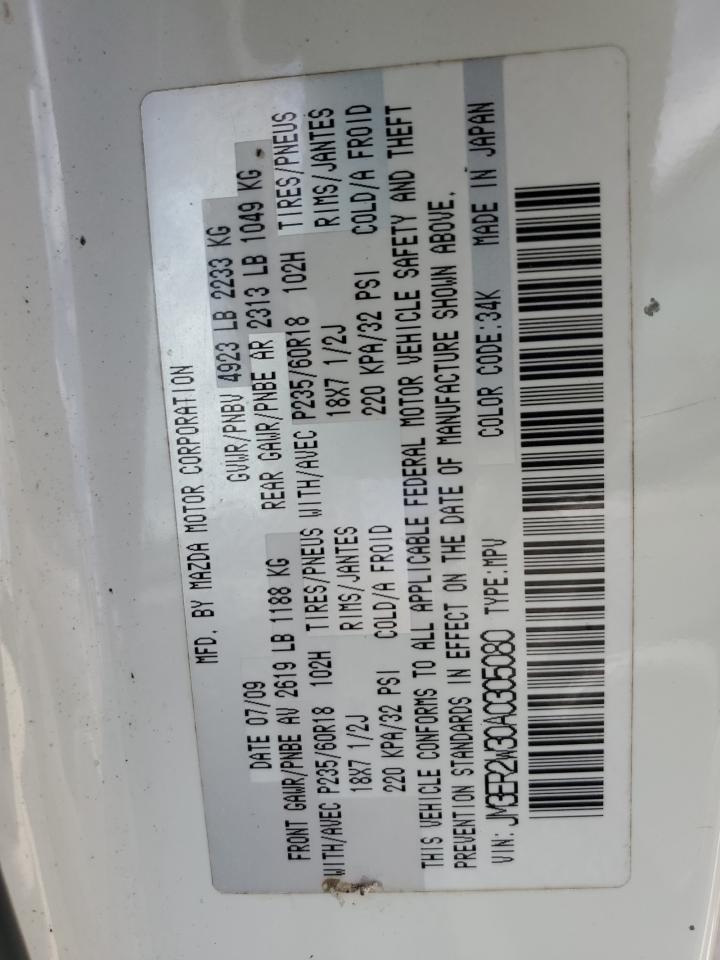 MFD. BY MAZDA MOTOR CORPORATION
DATE 07/09 GVWR/PNBV 4923 LB 2233 KG
FRONT GAWR/PNBE AV 2619 LB 1188 KG REAR GAWR/PNBE AR 2313 LB 1049 KG
WITH/AVEC P235/60R18 102H TIRES/PNEUS WITH/AVEC P235/60R18 102H TIRES/PNEUS
18X7 1/2J RIMS/JANTES 18X7 1/2J RIMS/JANTES
220 KPA/32 PSI COLD/A FROID 220 KPA/32 PSI COLD/A FROID
THIS VEHICLE CONFORMS TO ALL APPLICABLE FEDERAL MOTOR VEHICLE SAFETY AND THEFT
PREVENTION STANDARDS IN EFFECT ON THE DATE OF MANUFACTURE SHOWN ABOVE.
VIN: JM3ER2W30A0305080 TYPE:MPV COLOR CODE:34K MADE IN JAPAN